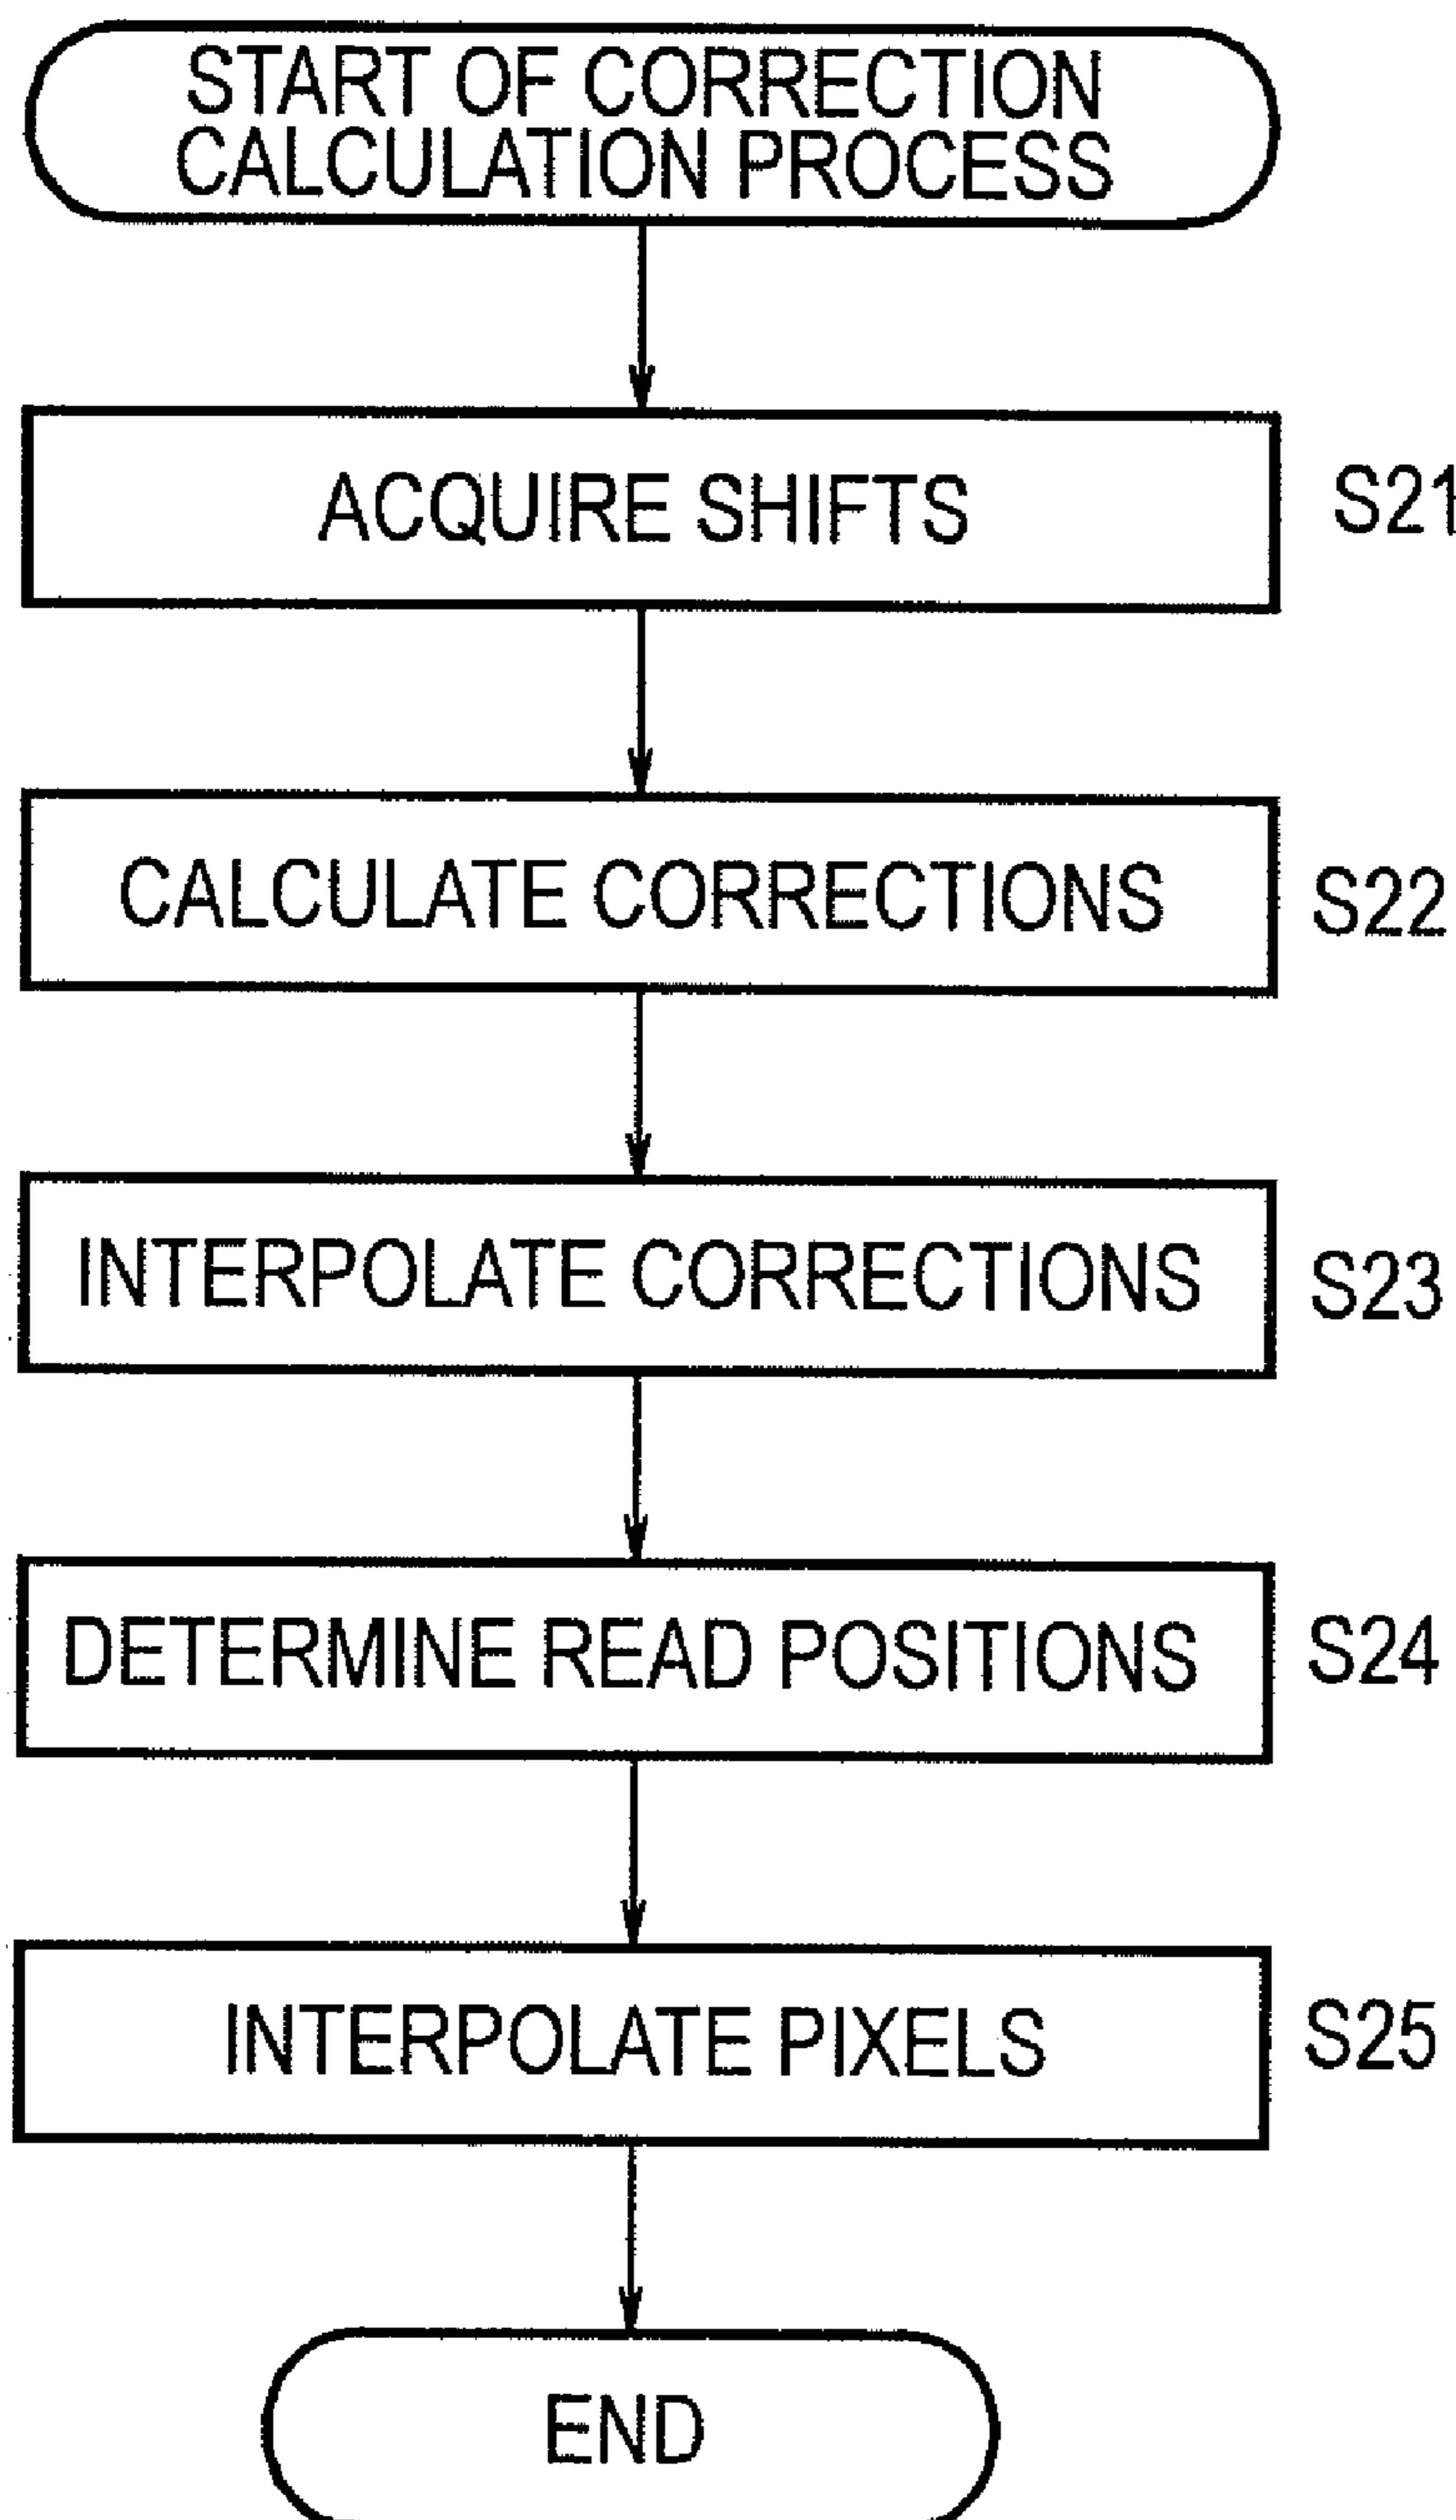 START OF CORRECTION
CALCULATION PROCESS
ACQUIRE SHIFTS
S21
CALCULATE CORRECTIONS
S22
INTERPOLATE CORRECTIONS
S23
DETERMINE READ POSITIONS
S24
INTERPOLATE PIXELS
S25
END